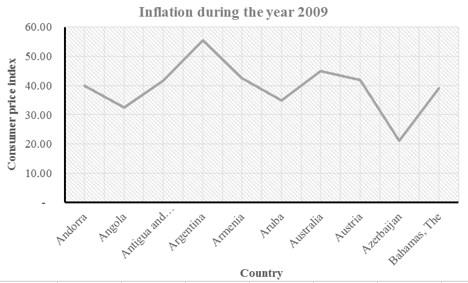 Inflation during the year 2009
Consumer price index
60.00
50.00
40.00
30.00
20.00
10.00
-
Andorra
Angola
Antigua and…
Argentina
Armenia
Aruba
Australia
Austria
Azerbaijan
Bahamas, The
Country